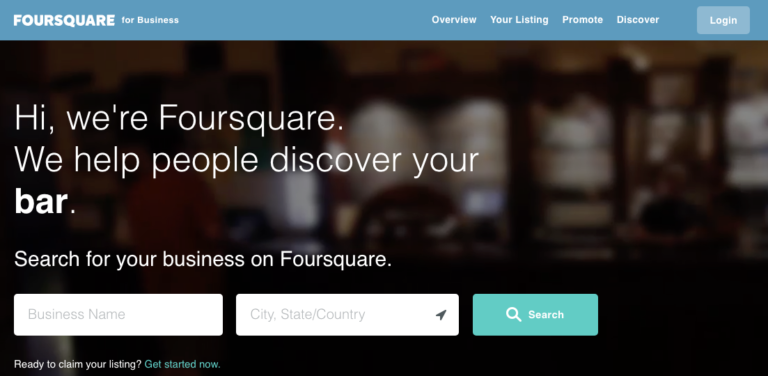 FOURSQUARE for Business Overview Your Listing Promote Discover Login
Hi, we're Foursquare.
We help people discover your
bar.
Search for your business on Foursquare.
Business Name City, State/Country Search
Ready to claim your listing? Get started now.